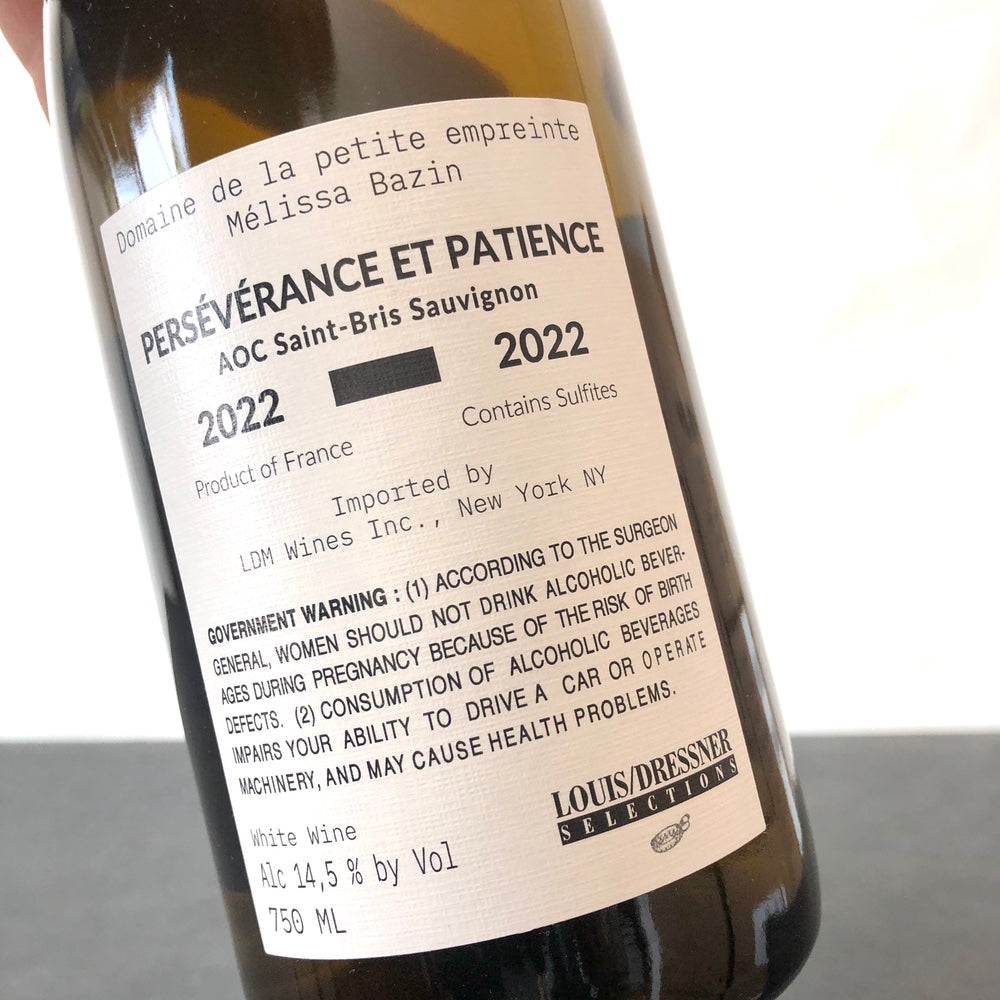 Domaine de la petite empreinte
Mélissa Bazin
PERSÉVÉRANCE ET PATIENCE
AOC Saint-Bris Sauvignon
2022 2022
Product of France Contains Sulfites
Imported by
LDM Wines Inc., New York NY
GOVERNMENT WARNING : (1) ACCORDING TO THE SURGEON
GENERAL, WOMEN SHOULD NOT DRINK ALCOHOLIC BEVER-
AGES DURING PREGNANCY BECAUSE OF THE RISK OF BIRTH
DEFECTS. (2) CONSUMPTION OF ALCOHOLIC BEVERAGES
IMPAIRS YOUR ABILITY TO DRIVE A CAR OR OPERATE
MACHINERY, AND MAY CAUSE HEALTH PROBLEMS.
LOUIS/DRESSNER
SELECTIONS
White Wine
Alc 14,5 % by Vol
750 ML